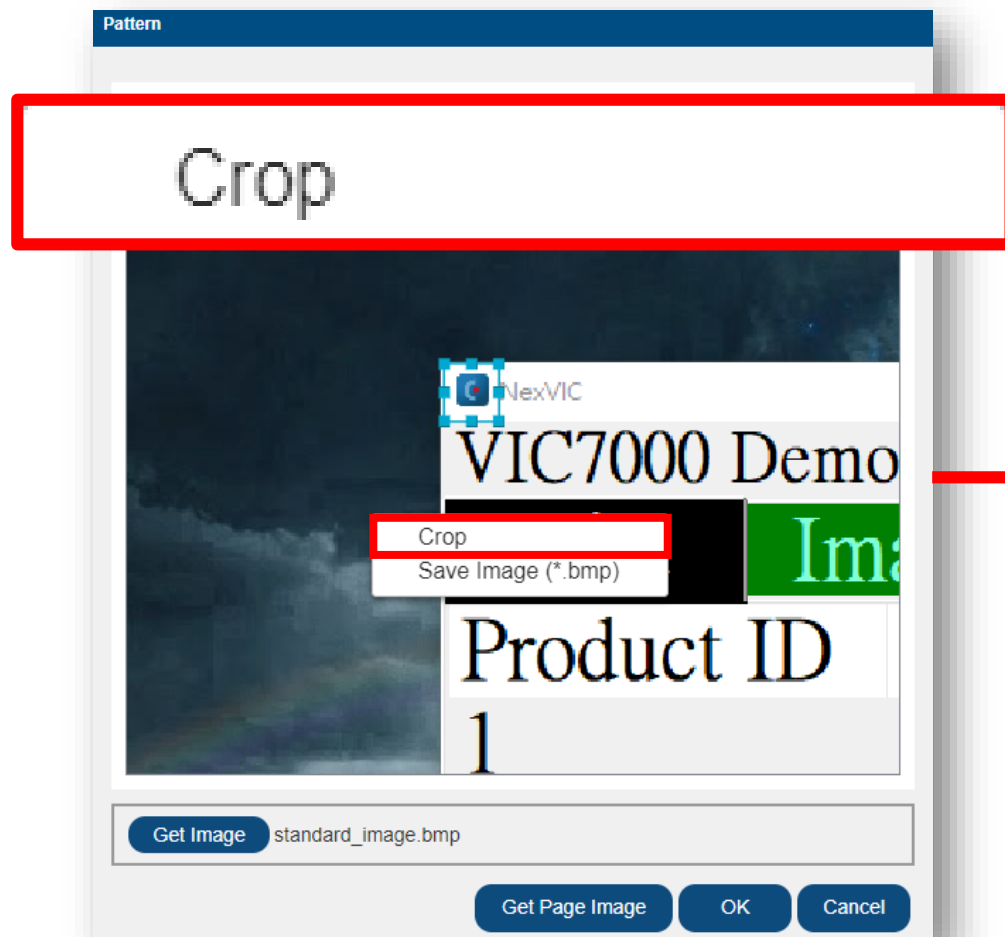 Pattern
Crop
NexVIC
VIC7000 Demo
Ima
Crop
Save Image (*.bmp)
Product ID
1
Get Image standard_image.bmp
Get Page Image OK Cancel